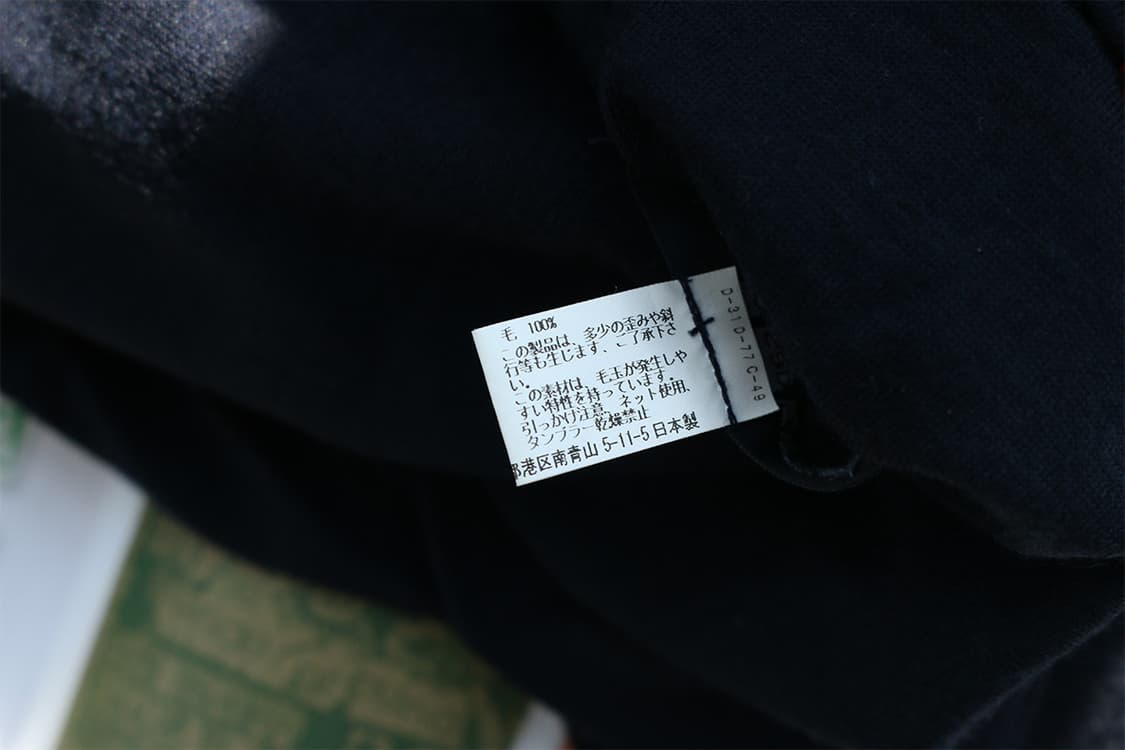 毛 100%
この製品は、多少の歪みや斜
行等も生じます、ご了承下さ
い。
この素材は、毛玉が発生しや
すい特性を持っています。
引っかけ注意、ネット使用、
タンブラー乾燥禁止
都港区南青山 5-11-5 日本製
D-31D-77C-49